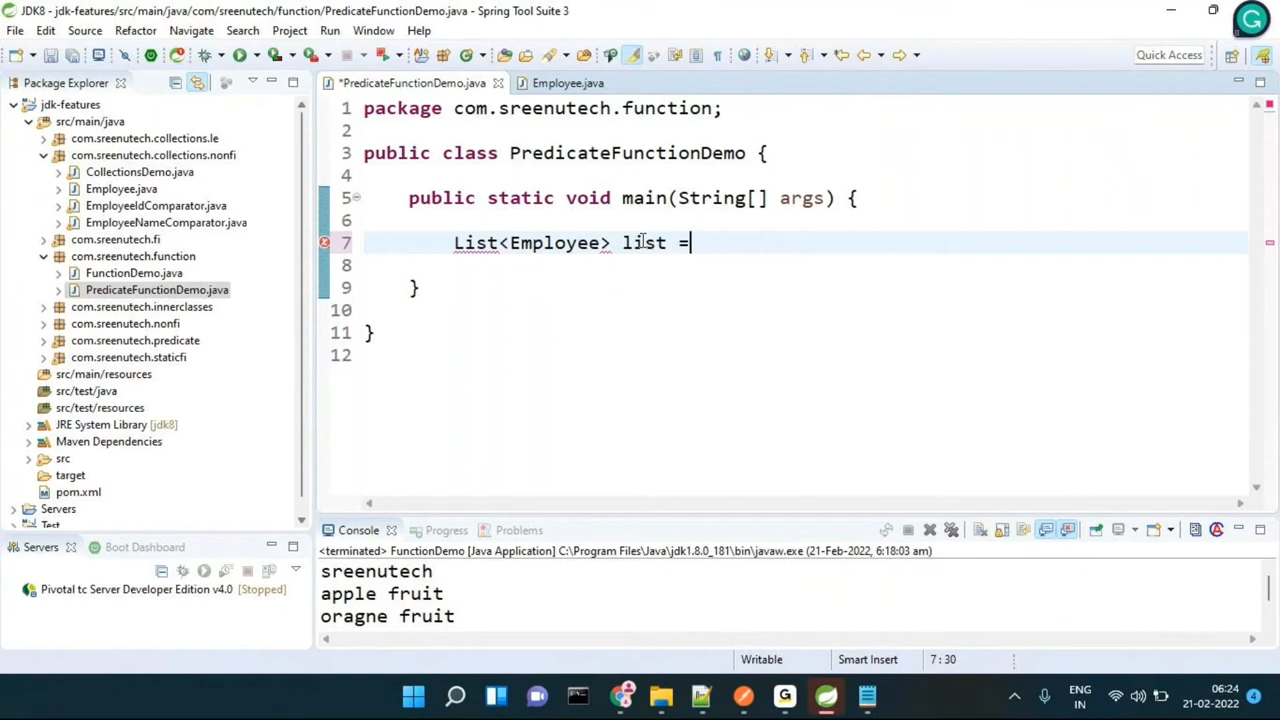 JDK8 - jdk-features/src/main/java/com/sreenutech/function/PredicateFunctionDemo.java - Spring Tool Suite 3
File Edit Source Refactor Navigate Search Project Run Window Help
Quick Access
Package Explorer
*PredicateFunctionDemo.java
Employee.java
jdk-features
src/main/java
com.sreenutech.collections.le
com.sreenutech.collections.nonfi
CollectionsDemo.java
Employee.java
EmployeeIdComparator.java
EmployeeNameComparator.java
com.sreenutech.fi
com.sreenutech.function
FunctionDemo.java
PredicateFunctionDemo.java
com.sreenutech.innerclasses
com.sreenutech.nonfi
com.sreenutech.predicate
com.sreenutech.staticfi
src/main/resources
src/test/java
src/test/resources
JRE System Library [jdk8]
Maven Dependencies
src
target
pom.xml
Servers
Test
1 package com.sreenutech.function;
2
3 public class PredicateFunctionDemo {
4
5 public static void main(String[] args) {
6
7 List<Employee> list =
8
9 }
10
11 }
12
Servers
Boot Dashboard
Pivotal tc Server Developer Edition v4.0 [Stopped]
Console Progress Problems
<terminated> FunctionDemo [Java Application] C:\Program Files\Java\jdk1.8.0_181\bin\javaw.exe (21-Feb-2022, 6:18:03 am)
sreenutech
apple fruit
oragne fruit
Writable Smart Insert 7 : 30
ENG
IN
06:24
21-02-2022
4